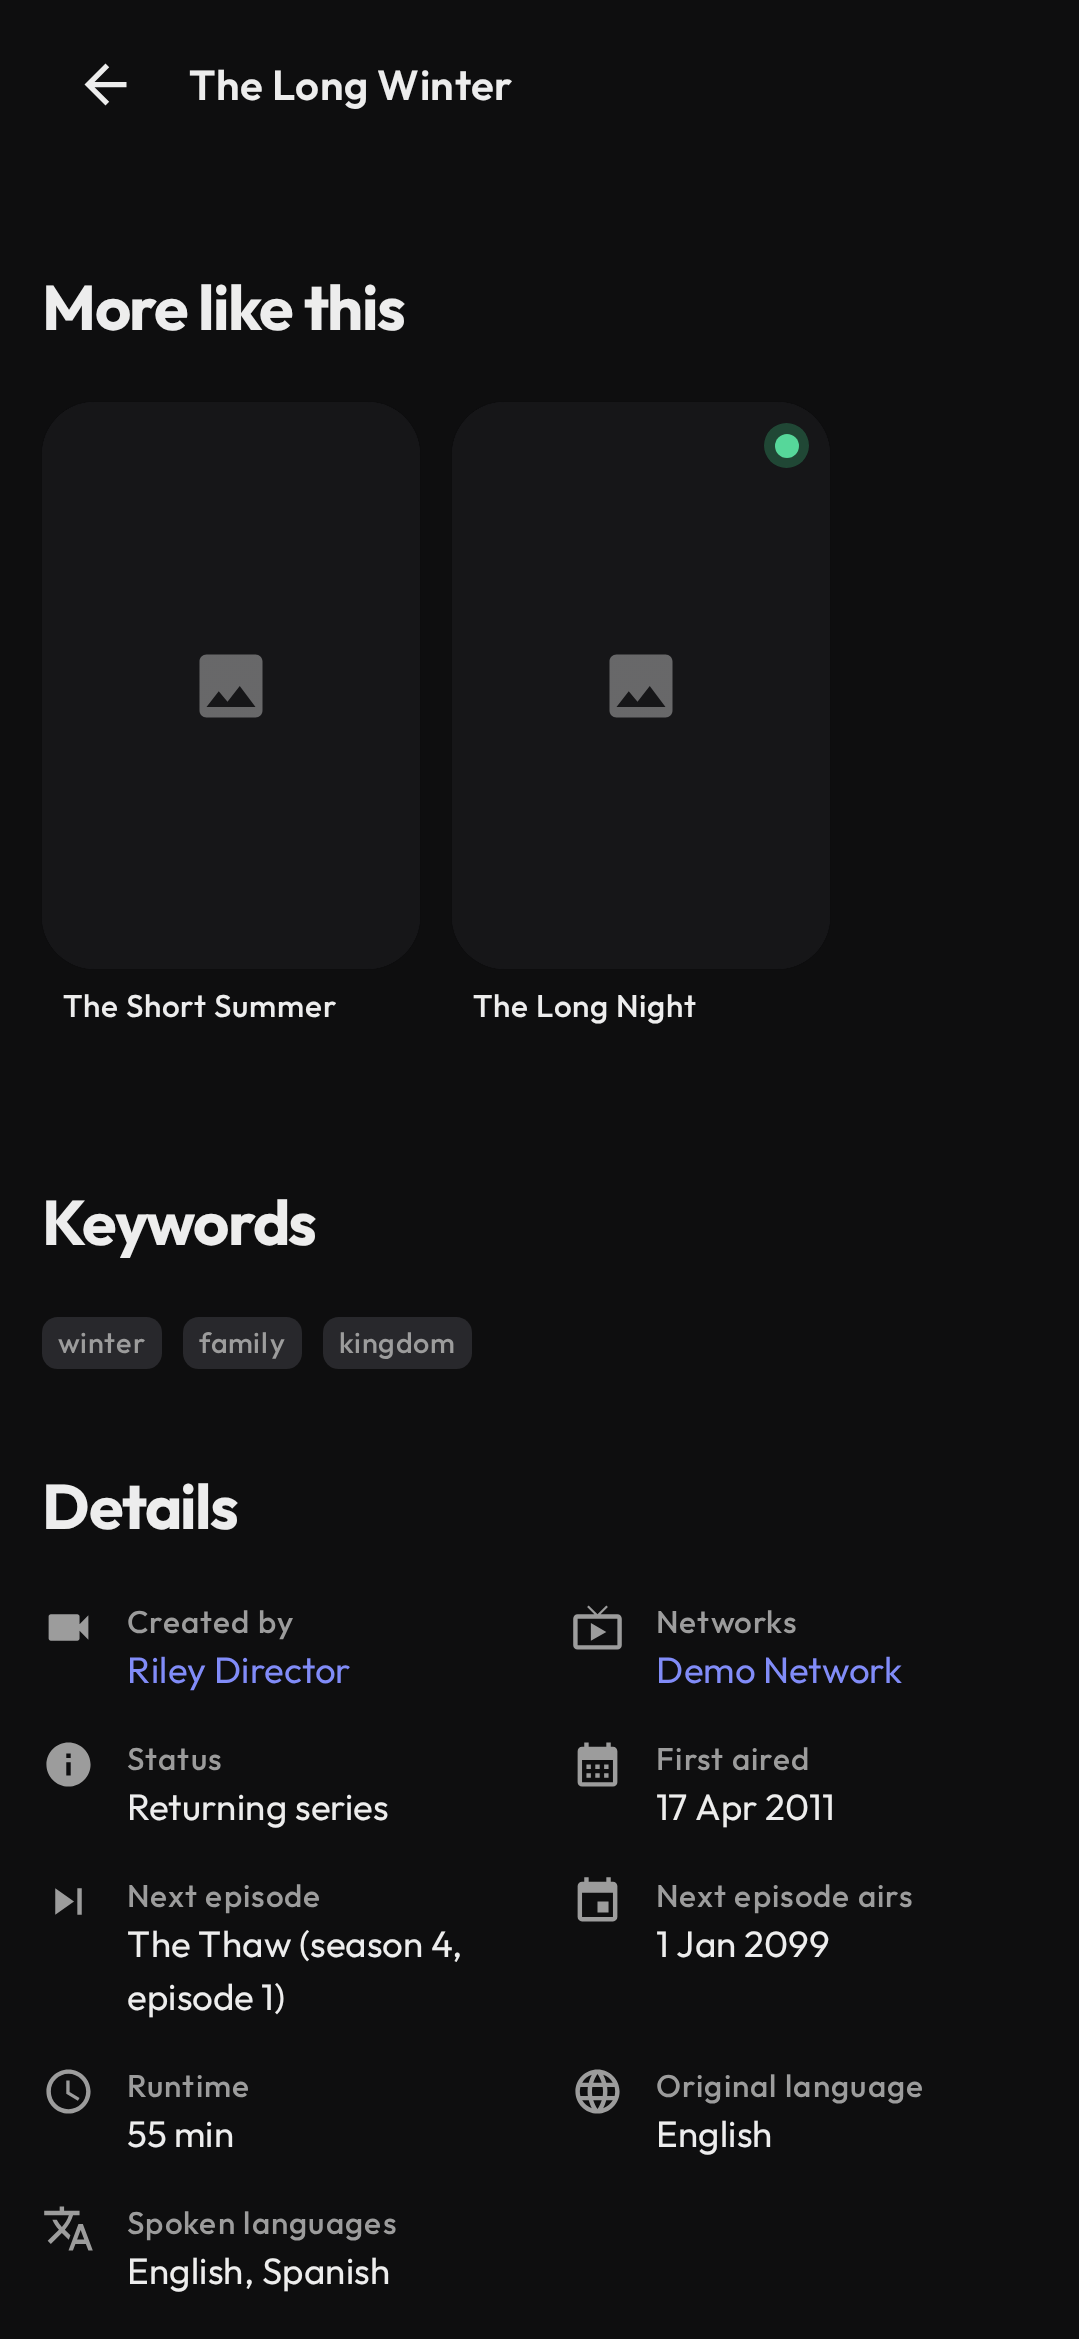 The Long Winter
More like this
The Short Summer
The Long Night
Keywords
winter
family
kingdom
Details
Created by
Riley Director
Networks
Demo Network
Status
Returning series
First aired
17 Apr 2011
Next episode
The Thaw (season 4,
episode 1)
Next episode airs
1 Jan 2099
Runtime
55 min
Original language
English
Spoken languages
English, Spanish